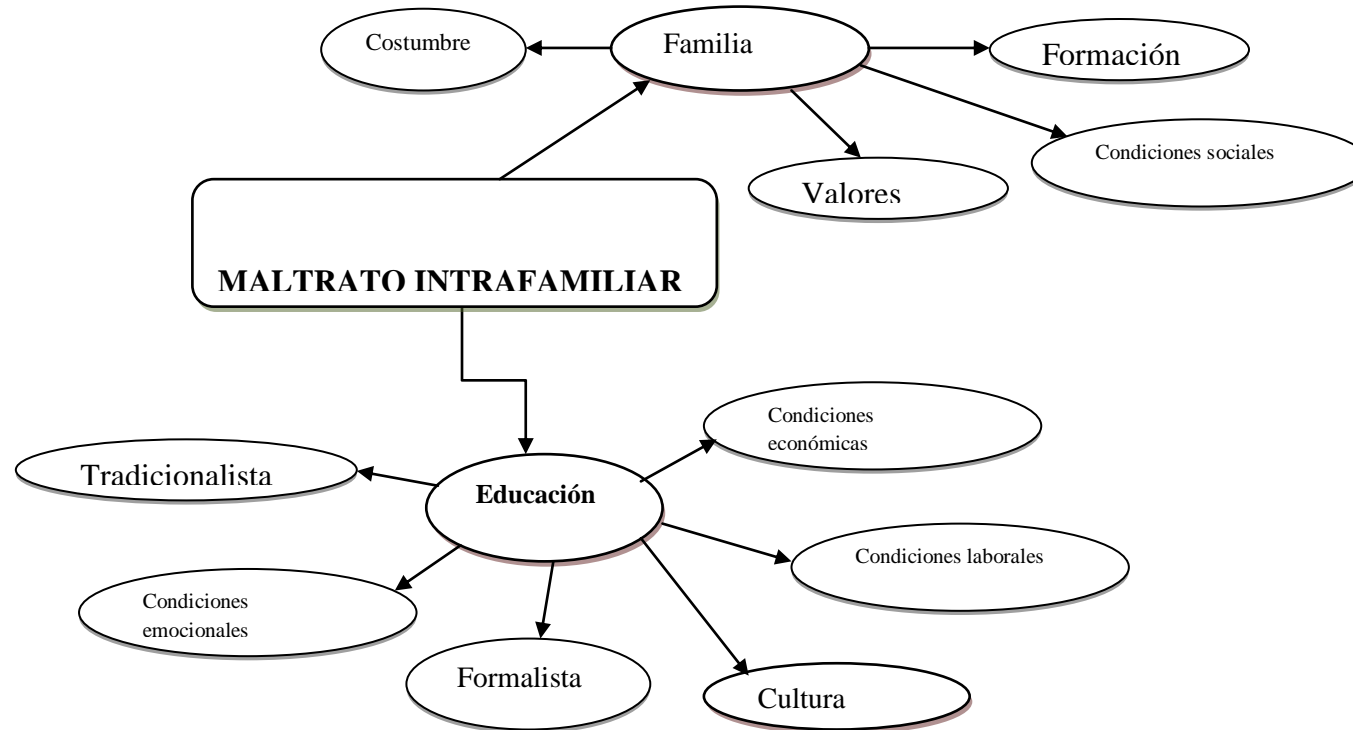 Costumbre
Familia
Formación
Condiciones sociales
Valores
MALTRATO INTRAFAMILIAR
Condiciones
económicas
Tradicionalista
Educación
Condiciones laborales
Condiciones
emocionales
Formalista
Cultura